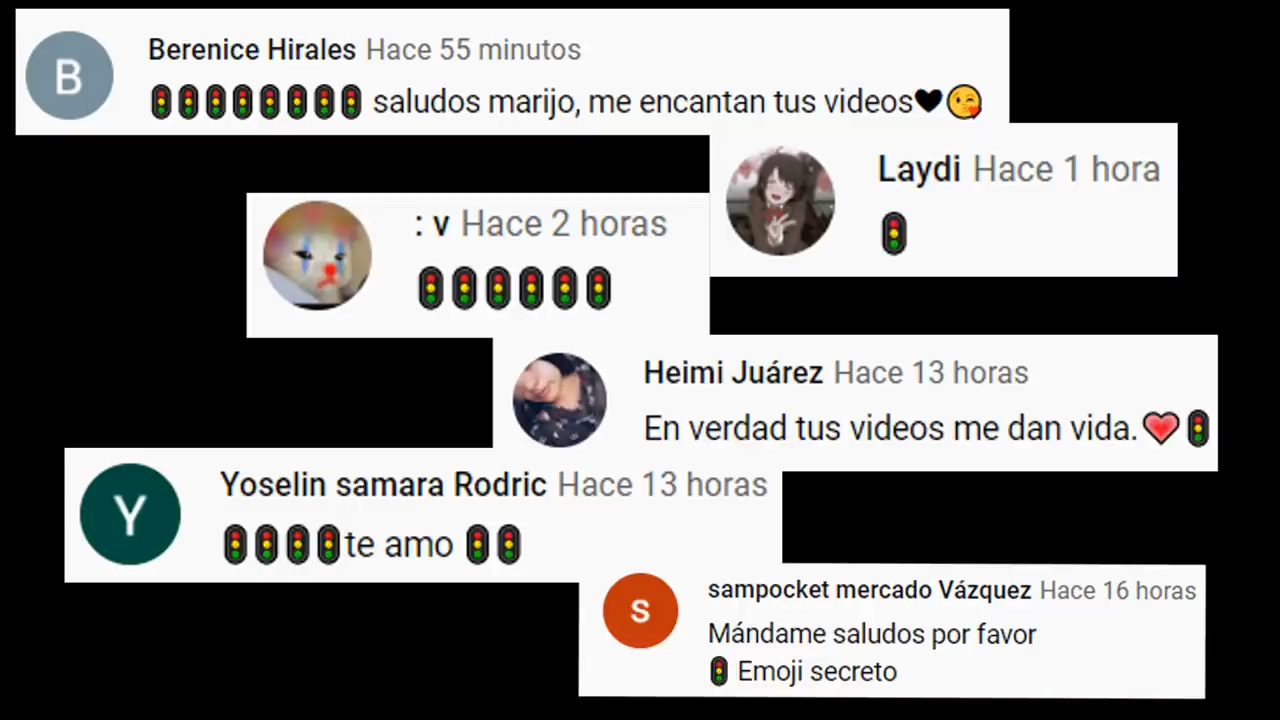 B
Berenice Hirales Hace 55 minutos
🚦🚦🚦🚦🚦🚦🚦🚦 saludos marijo, me encantan tus videos🖤😘
Laydi Hace 1 hora
🚦
: v Hace 2 horas
🚦🚦🚦🚦🚦🚦
Heimi Juárez Hace 13 horas
En verdad tus videos me dan vida.💗🚦
Y
Yoselin samara Rodric Hace 13 horas
🚦🚦🚦🚦te amo 🚦🚦
s
sampocket mercado Vázquez Hace 16 horas
Mándame saludos por favor
🚦 Emoji secreto